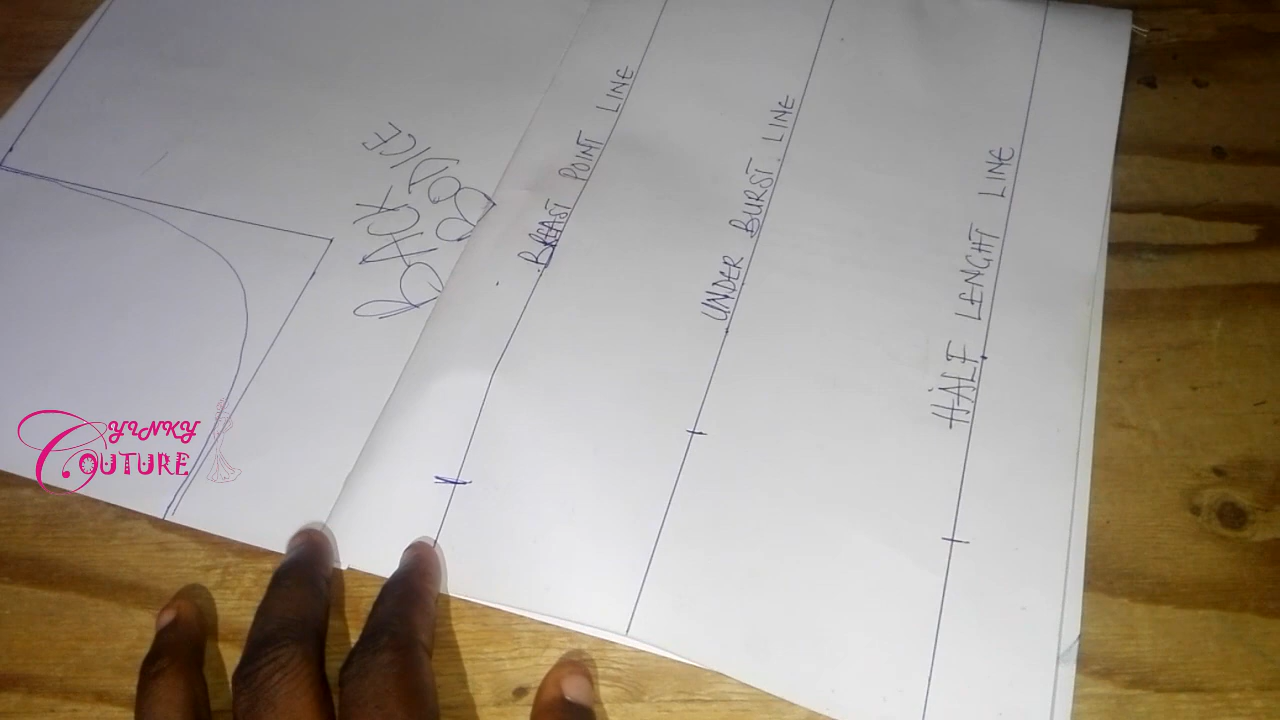 BACK
BODICE
BREAST POINT LINE
UNDER BURST LINE
HALF LENGHT LINE
YINKY
COUTURE